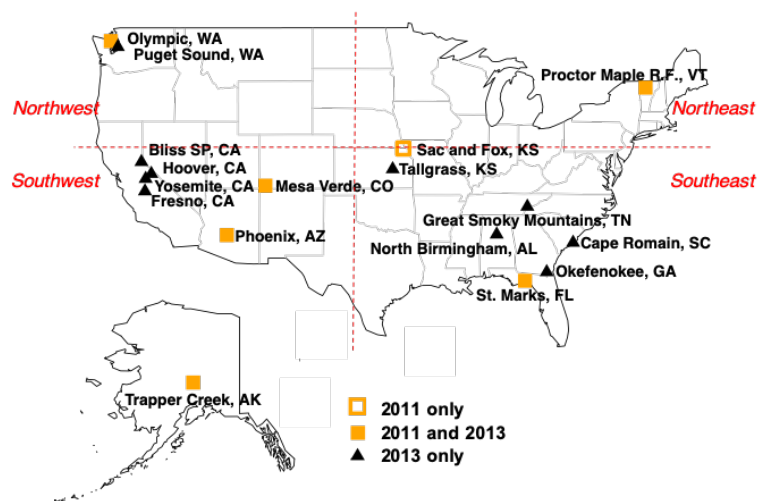 Olympic, WA
Puget Sound, WA
Proctor Maple R.F., VT
Northwest
Northeast
Bliss SP, CA
Sac and Fox, KS
Hoover, CA
Tallgrass, KS
Southwest
Southeast
Yosemite, CA
Mesa Verde, CO
Fresno, CA
Great Smoky Mountains, TN
Phoenix, AZ
North Birmingham, AL
Cape Romain, SC
Okefenokee, GA
St. Marks, FL
Trapper Creek, AK
2011 only
2011 and 2013
2013 only